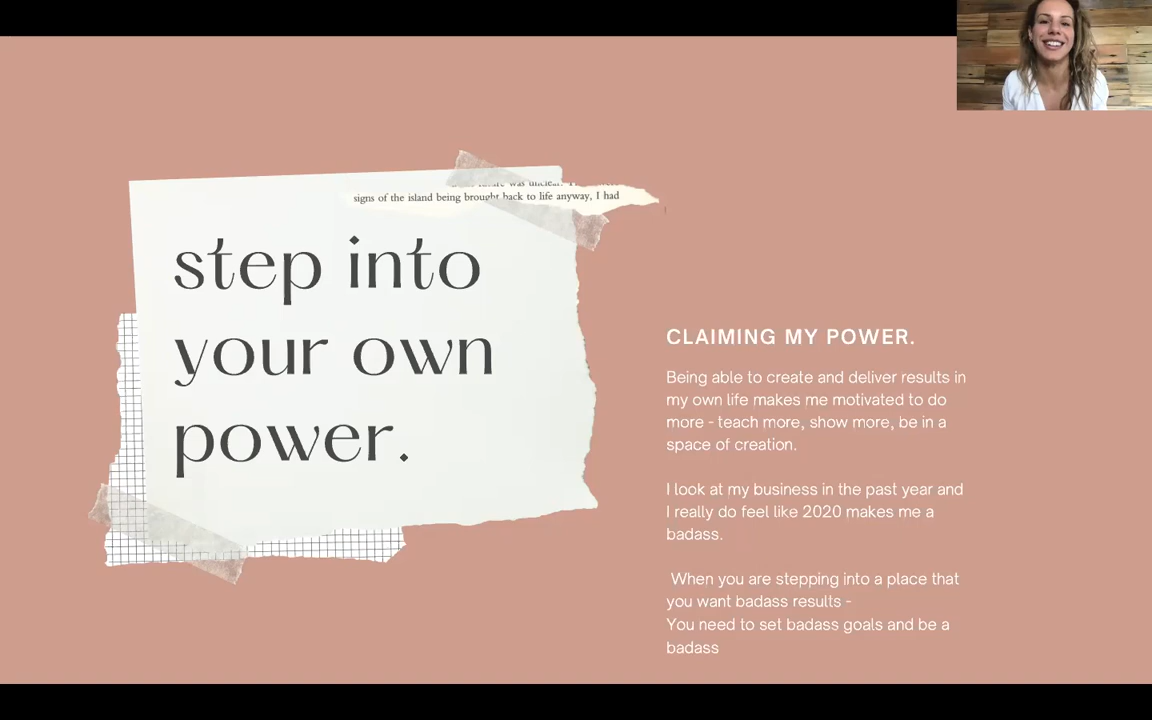 signs of the island being brought back to life anyway, I had
step into
your own
power.
CLAIMING MY POWER.
Being able to create and deliver results in
my own life makes me motivated to do
more - teach more, show more, be in a
space of creation.
I look at my business in the past year and
I really do feel like 2020 makes me a
badass.
When you are stepping into a place that
you want badass results -
You need to set badass goals and be a
badass